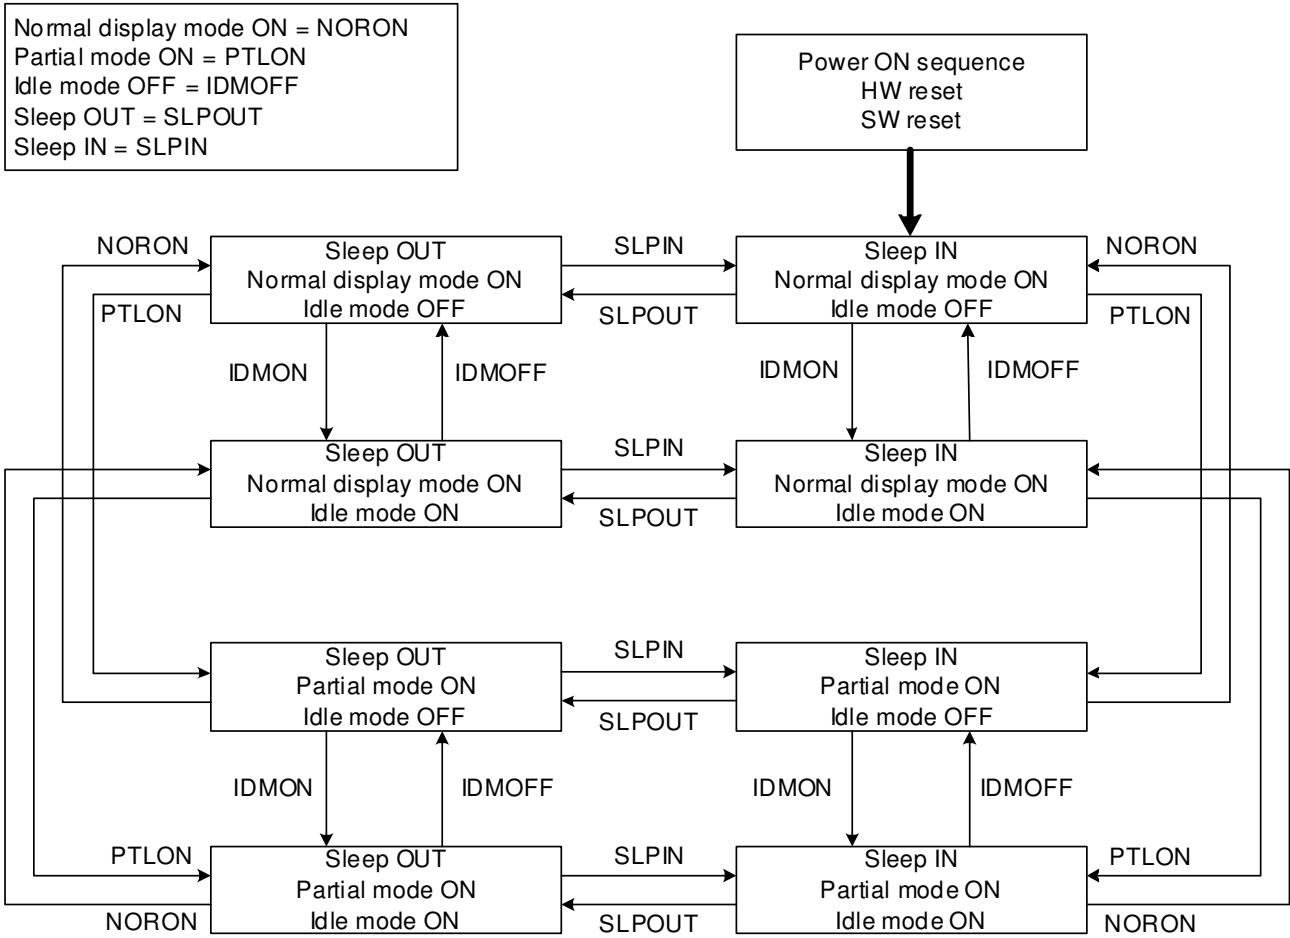 Normal display mode ON = NORON
Partial mode ON = PTLON
Idle mode OFF = IDMOFF
Sleep OUT = SLPOUT
Sleep IN = SLPIN
Power ON sequence
HW reset
SW reset
NORON
PTLON
Sleep OUT
Normal display mode ON
Idle mode OFF
SLPIN
SLPOUT
Sleep IN
Normal display mode ON
Idle mode OFF
NORON
PTLON
IDMON
IDMOFF
IDMON
IDMOFF
Sleep OUT
Normal display mode ON
Idle mode ON
SLPIN
SLPOUT
Sleep IN
Normal display mode ON
Idle mode ON
Sleep OUT
Partial mode ON
Idle mode OFF
SLPIN
SLPOUT
Sleep IN
Partial mode ON
Idle mode OFF
IDMON
IDMOFF
IDMON
IDMOFF
PTLON
NORON
Sleep OUT
Partial mode ON
Idle mode ON
SLPIN
SLPOUT
Sleep IN
Partial mode ON
Idle mode ON
PTLON
NORON